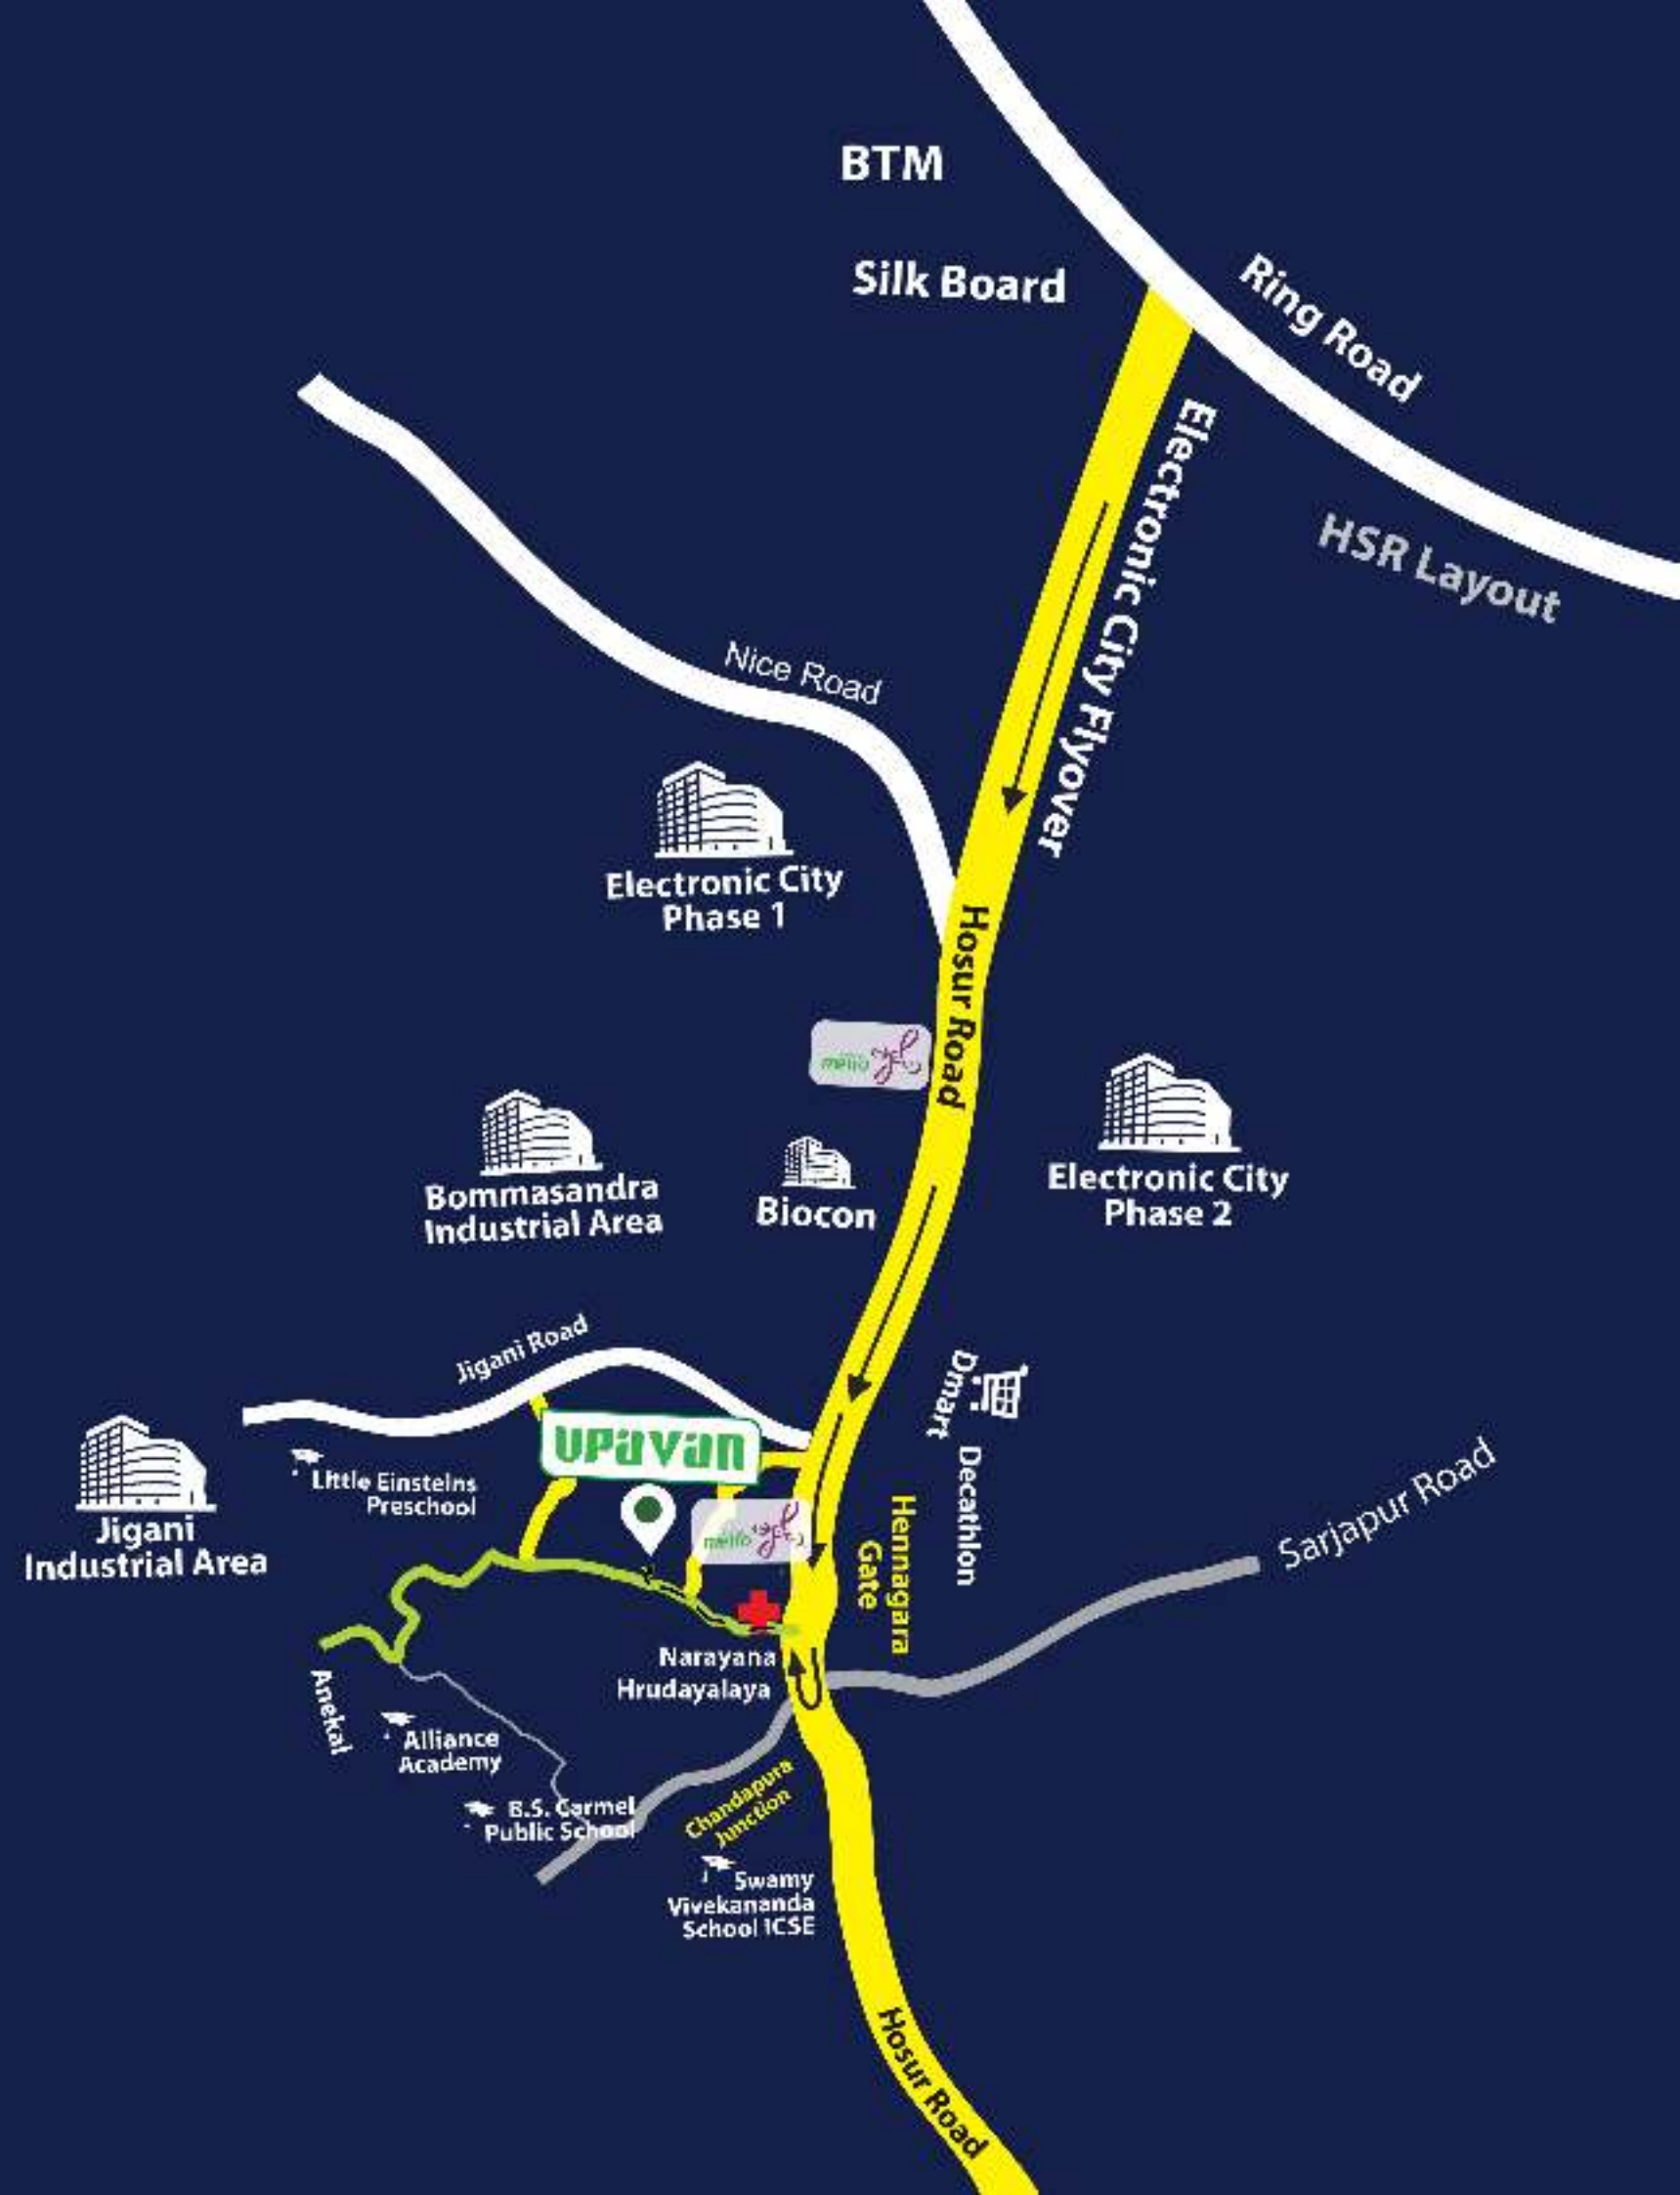 BTM
Silk Board
Ring Road
HSR Layout
Electronic City Flyover
Nice Road
Electronic City
Phase 1
Hosur Road
metro
Electronic City
Phase 2
Bommasandra
Industrial Area
Biocon
Jigani Road
Dmart
Decathlon
upavan
Little Einsteins
Preschool
Jigani
Industrial Area
metro
Hennagara
Gate
Sarjapur Road
Narayana
Hrudayalaya
Anekal
Alliance
Academy
Chandapura
Junction
B.S. Carmel
Public School
Swamy
Vivekananda
School ICSE
Hosur Road